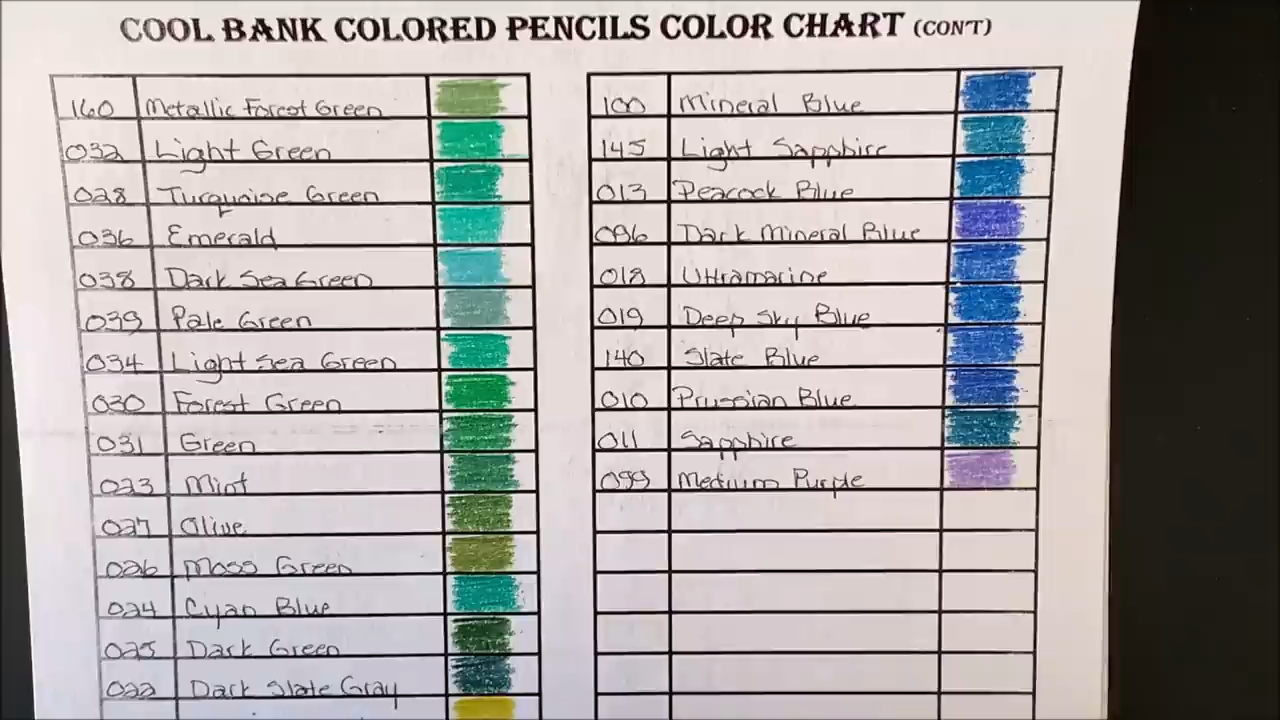 COOL BANK COLORED PENCILS COLOR CHART (CON'T)
160 Metallic Forest Green
032 Light Green
028 Turquoise Green
036 Emerald
038 Dark Sea Green
039 Pale Green
034 Light Sea Green
030 Forest Green
031 Green
023 Mint
027 Olive
026 Moss Green
024 Cyan Blue
025 Dark Green
022 Dark Slate Gray
100 Mineral Blue
145 Light Sapphire
013 Peacock Blue
096 Dark Mineral Blue
018 Ultramarine
019 Deep Sky Blue
140 Slate Blue
010 Prussian Blue
011 Sapphire
099 Medium Purple